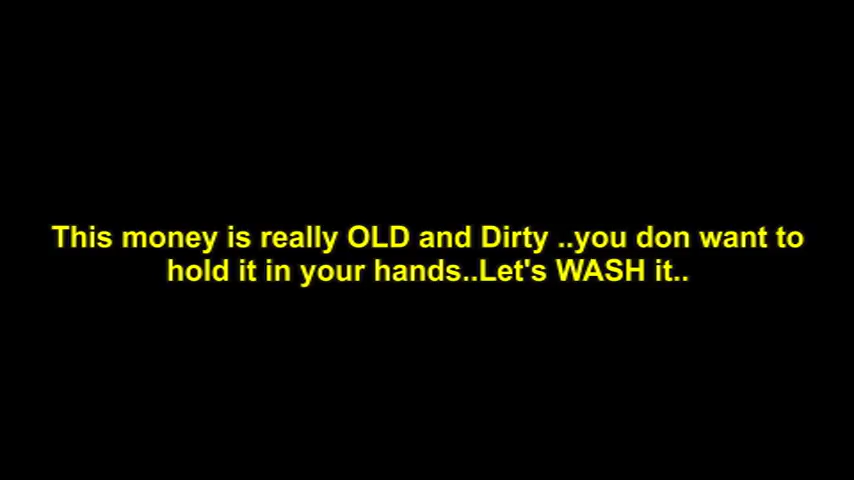 This money is really OLD and Dirty ..you don want to
hold it in your hands..Let's WASH it..